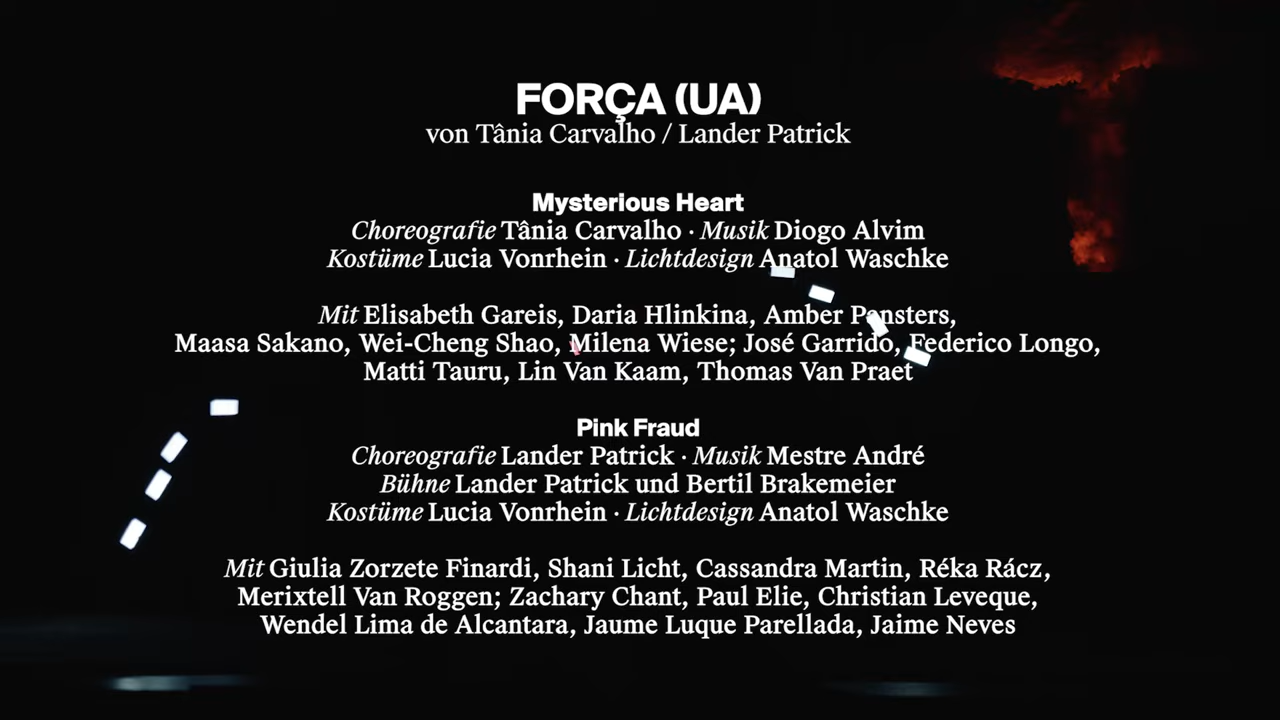 FORÇA (UA)
von Tânia Carvalho / Lander Patrick
Mysterious Heart
Choreografie Tânia Carvalho · Musik Diogo Alvim
Kostüme Lucia Vonrhein · Lichtdesign Anatol Waschke
Mit Elisabeth Gareis, Daria Hlinkina, Amber Pansters,
Maasa Sakano, Wei-Cheng Shao, Milena Wiese; José Garrido, Federico Longo,
Matti Tauru, Lin Van Kaam, Thomas Van Praet
Pink Fraud
Choreografie Lander Patrick · Musik Mestre André
Bühne Lander Patrick und Bertil Brakemeier
Kostüme Lucia Vonrhein · Lichtdesign Anatol Waschke
Mit Giulia Zorzete Finardi, Shani Licht, Cassandra Martin, Réka Rácz,
Merixtell Van Roggen; Zachary Chant, Paul Elie, Christian Leveque,
Wendel Lima de Alcantara, Jaume Luque Parellada, Jaime Neves